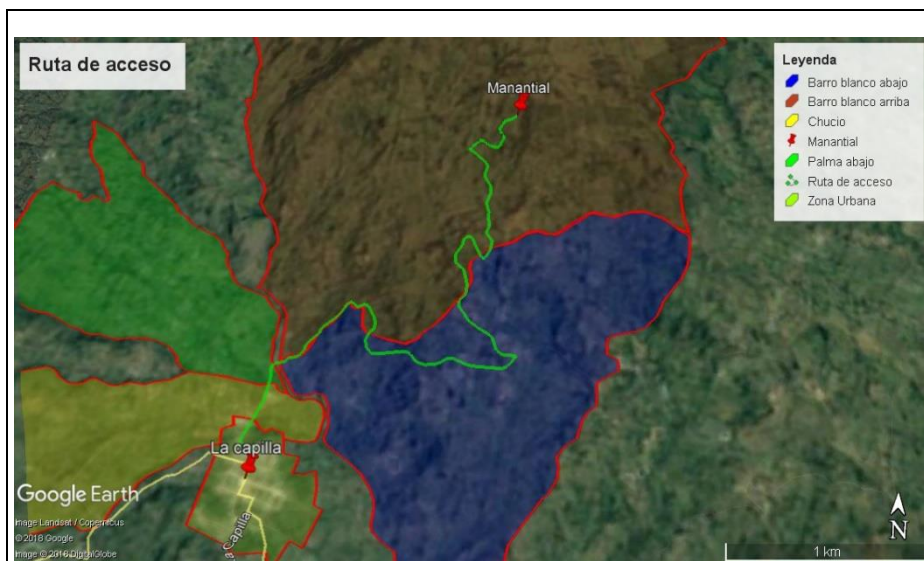 Ruta de acceso
Manantial
Leyenda
Barro blanco abajo
Barro blanco arriba
Chucio
Manantial
Palma abajo
Ruta de acceso
Zona Urbana
La capilla
Capilla
Google Earth
Image Landsat / Copernicus
© 2018 Google
Image © 2018 DigitalGlobe
N
1 km